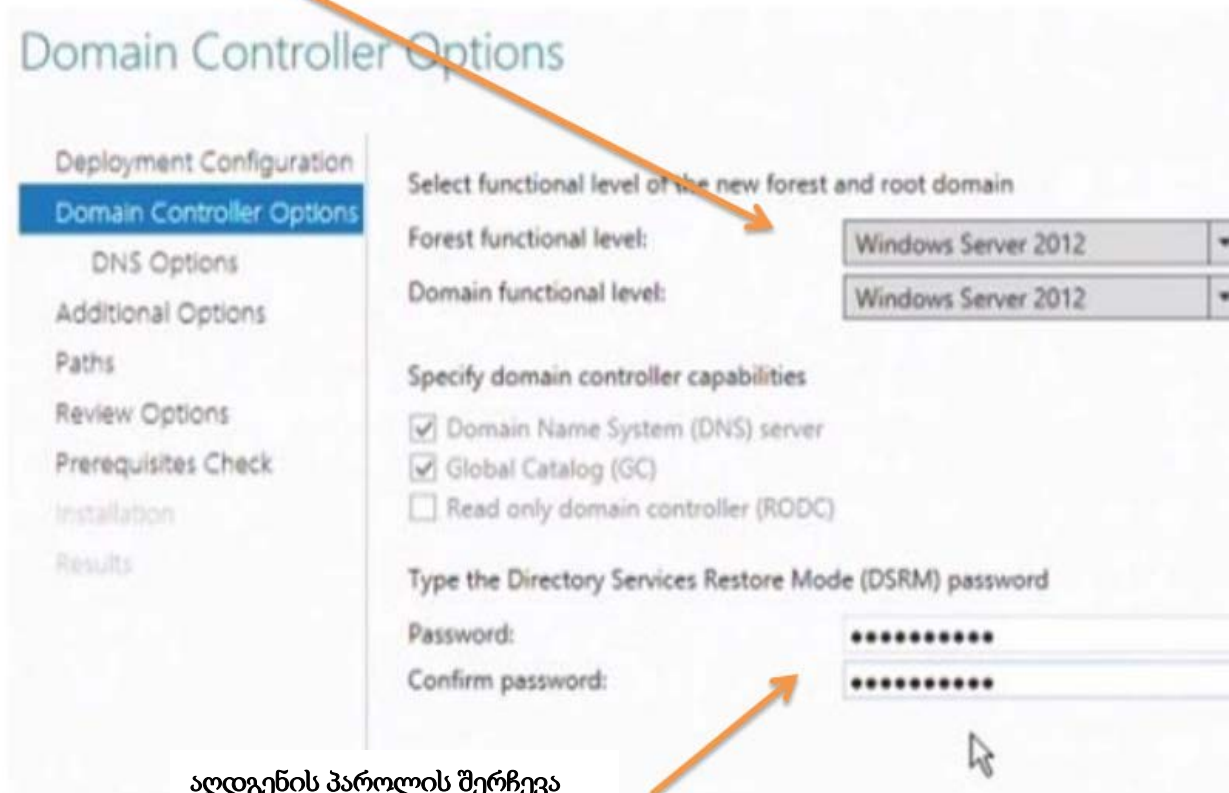 Domain Controller Options
Deployment Configuration
Domain Controller Options
DNS Options
Additional Options
Paths
Review Options
Prerequisites Check
Installation
Results
Select functional level of the new forest and root domain
Forest functional level: Windows Server 2012
Domain functional level: Windows Server 2012
Specify domain controller capabilities
Domain Name System (DNS) server
Global Catalog (GC)
Read only domain controller (RODC)
Type the Directory Services Restore Mode (DSRM) password
Password: ●●●●●●●●●●
Confirm password: ●●●●●●●●●●
აღდგენის პაროლის შერჩევა